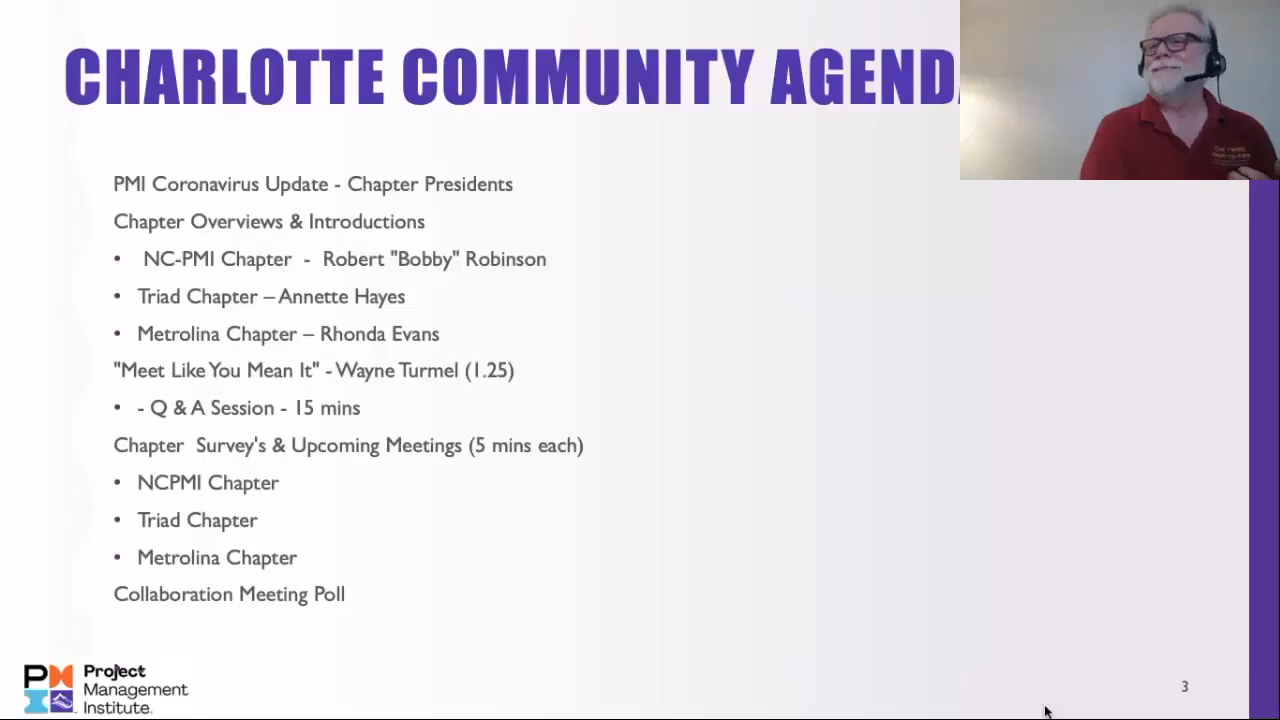 CHARLOTTE COMMUNITY AGEND
PMI Coronavirus Update - Chapter Presidents
Chapter Overviews & Introductions
• NC-PMI Chapter - Robert "Bobby" Robinson
• Triad Chapter – Annette Hayes
• Metrolina Chapter – Rhonda Evans
"Meet Like You Mean It" - Wayne Turmel (1.25)
• - Q & A Session - 15 mins
Chapter Survey's & Upcoming Meetings (5 mins each)
• NCPMI Chapter
• Triad Chapter
• Metrolina Chapter
Collaboration Meeting Poll
Project
Management
Institute.
3